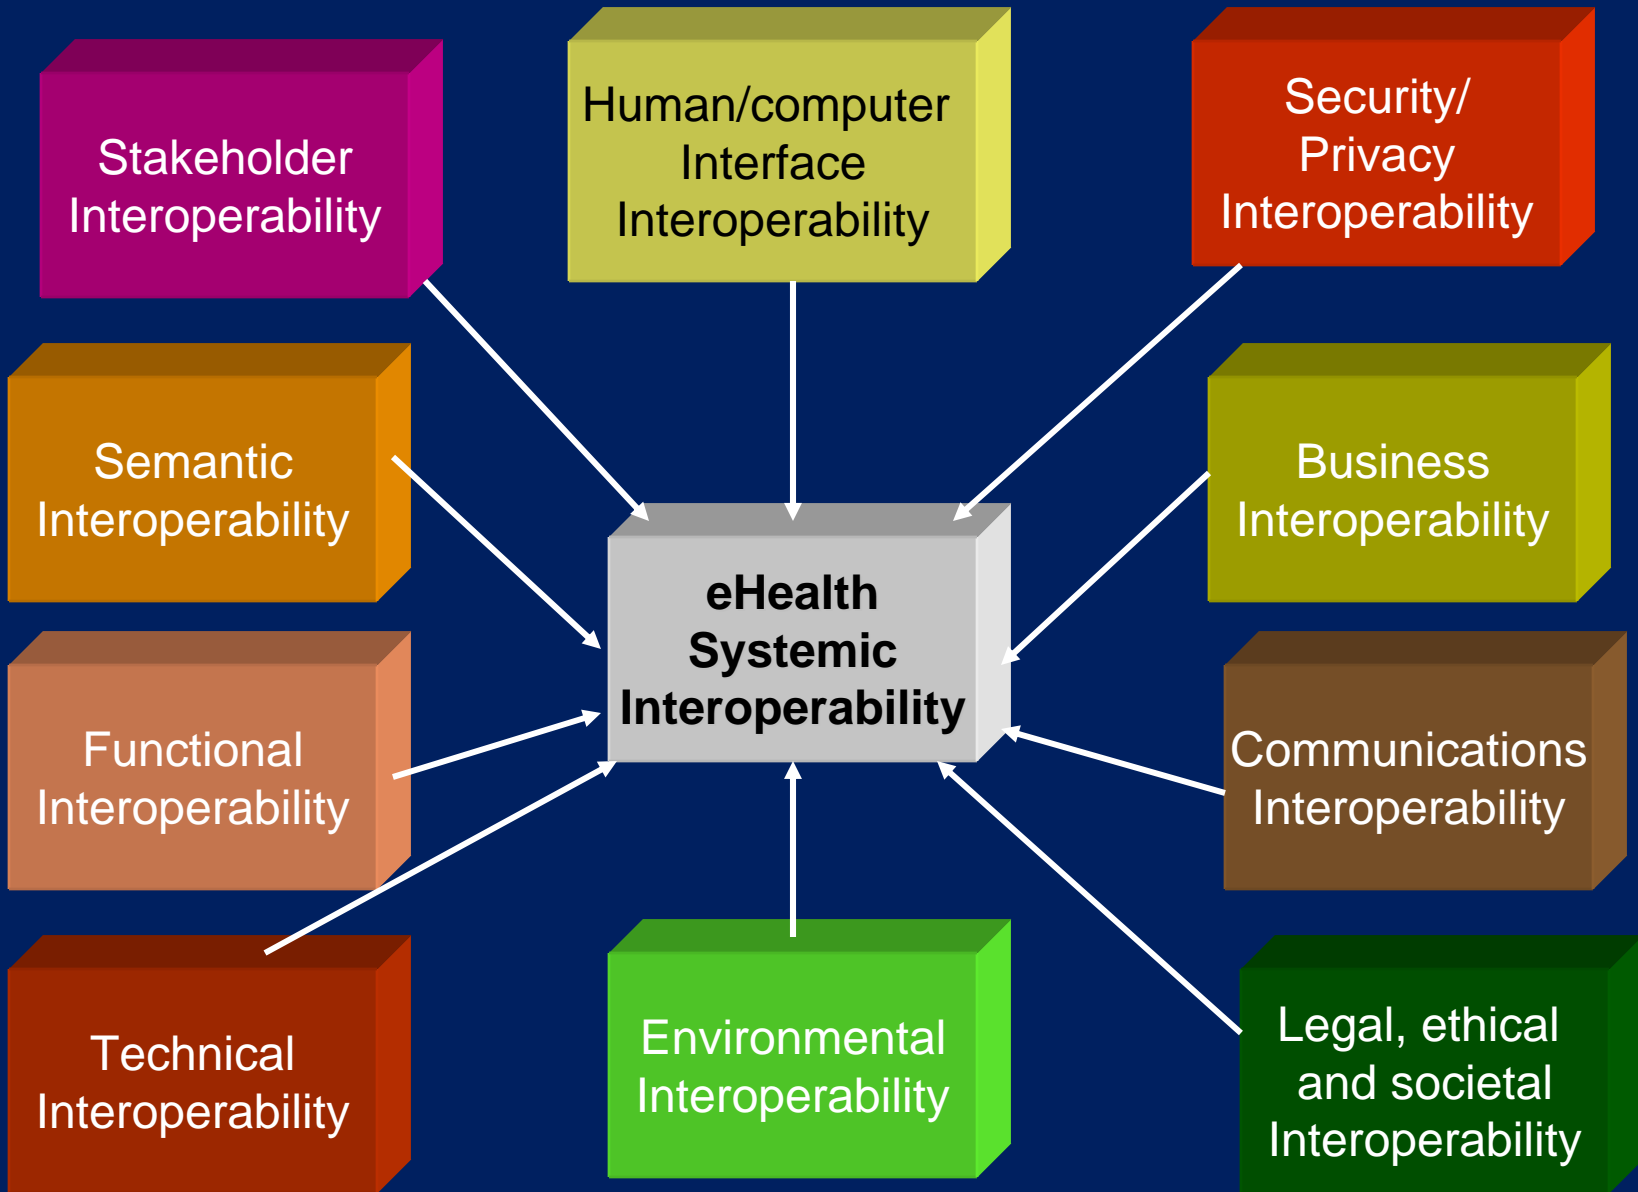 Stakeholder
Interoperability
Human/computer
Interface
Interoperability
Security/
Privacy
Interoperability
Semantic
Interoperability
eHealth
Systemic
Interoperability
Business
Interoperability
Functional
Interoperability
Communications
Interoperability
Technical
Interoperability
Environmental
Interoperability
Legal, ethical
and societal
Interoperability